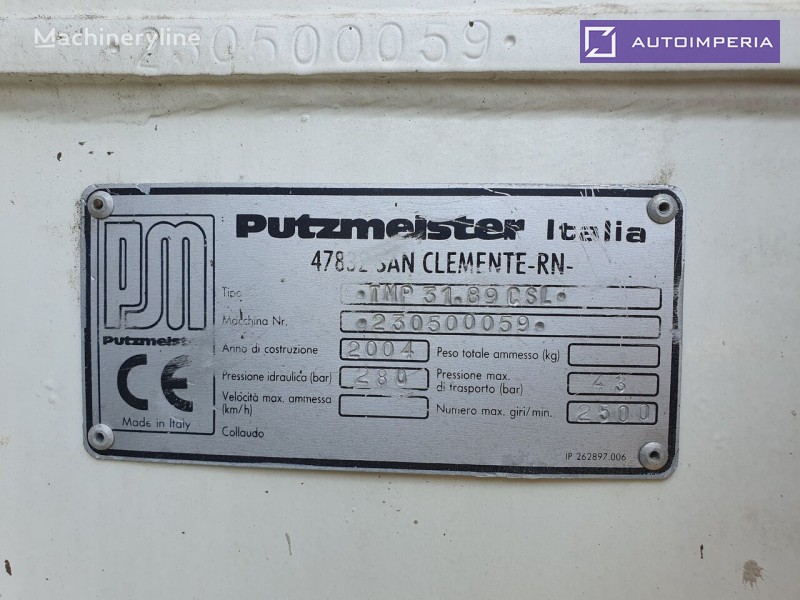 Machineryline
AUTOIMPERIA
230500059
Putzmeister Italia
SAN CLEMENTE-RN-
PM
Putzmeister
CE
Made in Italy
Tipo TMP 31.89 CSL
Macchina Nr. 230500059
Anno di costruzione 2004 Peso totale ammesso (kg)
Pressione idraulica (bar) 280 Pressione max. di trasporto (bar) 43
Velocità max. ammessa (km/h) Numero max. giri/min. 2500
Collaudo
IP 262897.006